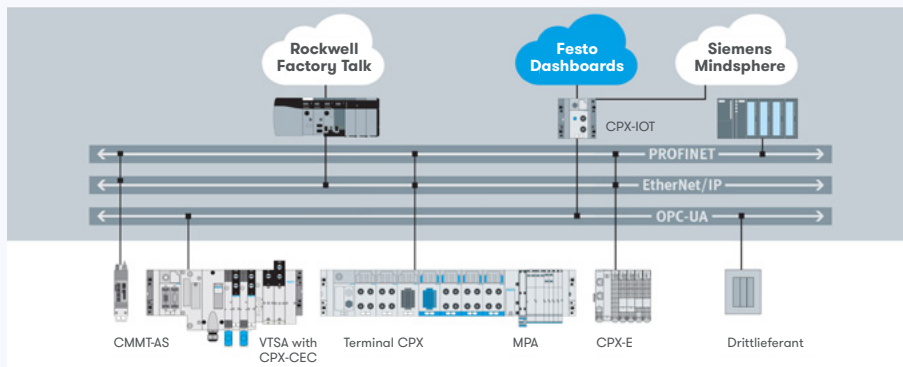 Rockwell
Factory Talk
Festo
Dashboards
Siemens
Mindsphere
CPX-IOT
PROFINET
EtherNet/IP
OPC-UA
CMMT-AS
VTSA with
CPX-CEC
Terminal CPX
MPA
CPX-E
Drittlieferant